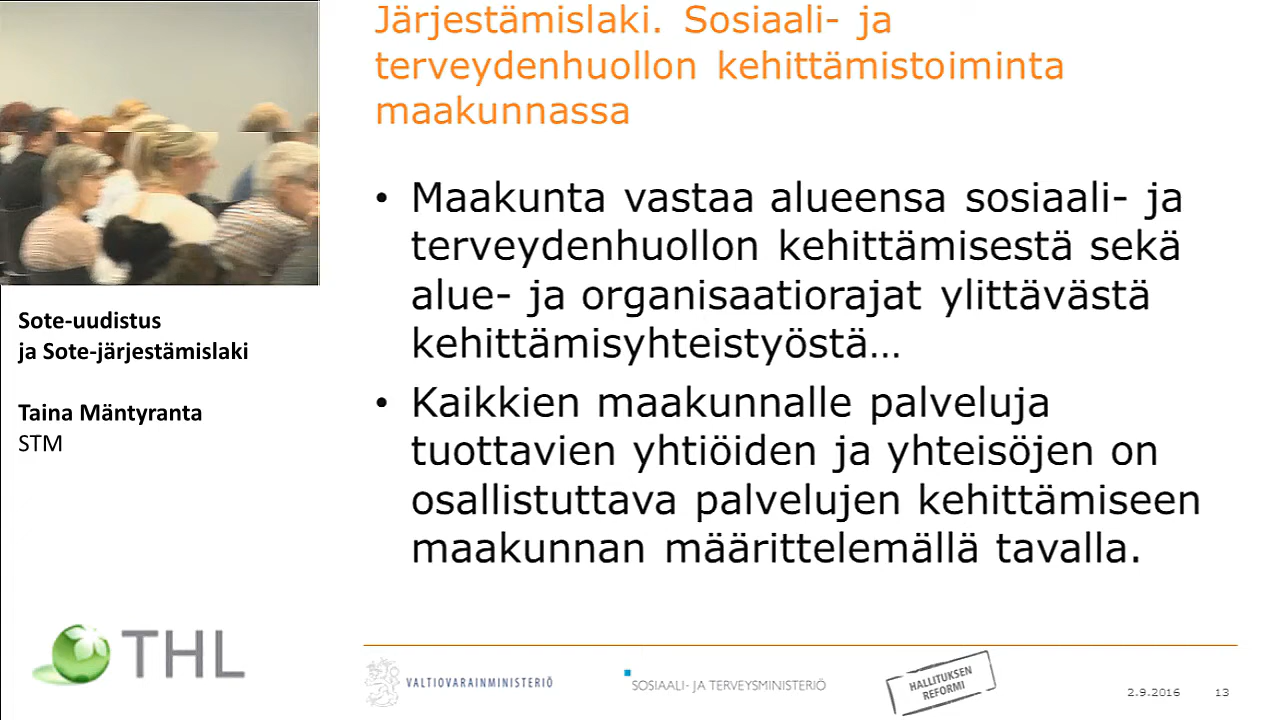 Järjestämislaki. Sosiaali- ja
terveydenhuollon kehittämistoiminta
maakunnassa
• Maakunta vastaa alueensa sosiaali- ja
terveydenhuollon kehittämisestä sekä
alue- ja organisaatiorajat ylittävästä
kehittämisyhteistyöstä…
• Kaikkien maakunnalle palveluja
tuottavien yhtiöiden ja yhteisöjen on
osallistuttava palvelujen kehittämiseen
maakunnan määrittelemällä tavalla.
Sote-uudistus
ja Sote-järjestämislaki
Taina Mäntyranta
STM
THL
VALTIOVARAINMINISTERIÖ
SOSIAALI- JA TERVEYSMINISTERIÖ
HALLITUKSEN
REFORMI
2.9.2016
13